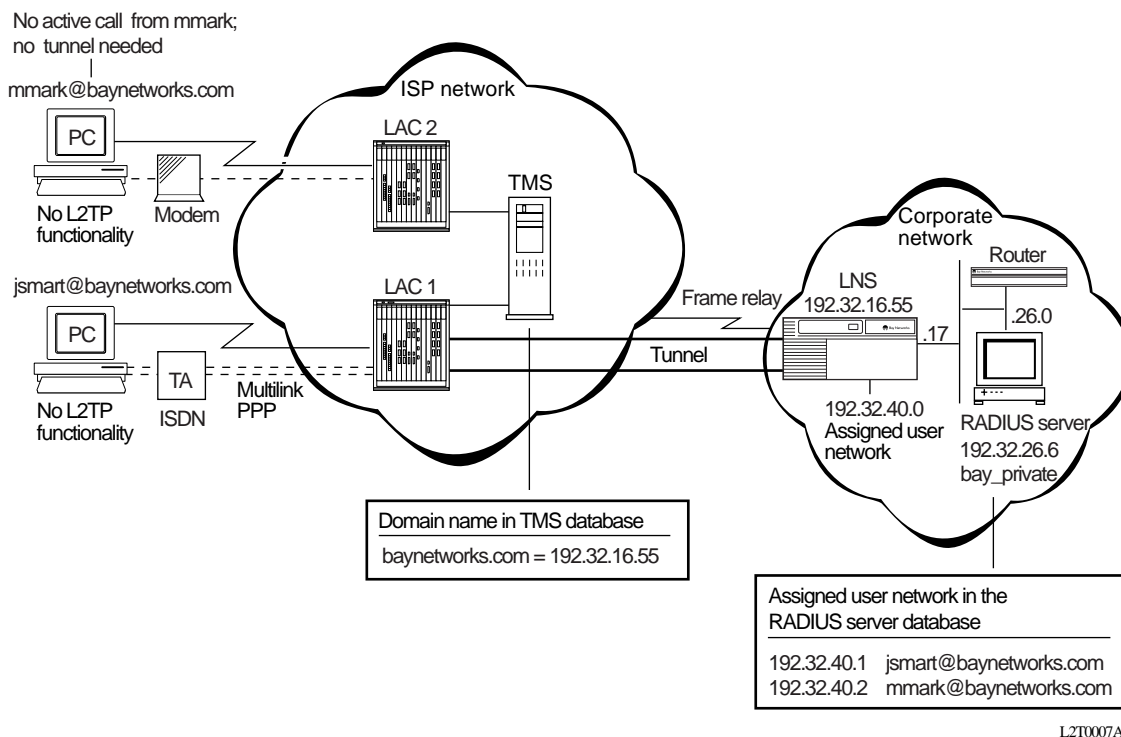 No active call from mmark;
no tunnel needed
mmark@baynetworks.com
PC
No L2TP
functionality
Modem
ISP network
LAC 2
TMS
jsmart@baynetworks.com
PC
No L2TP
functionality
TA
ISDN
Multilink
PPP
LAC 1
Frame relay
Tunnel
Corporate
network
Router
LNS
192.32.16.55
Bay Networks
.17
.26.0
192.32.40.0
Assigned user
network
RADIUS server
192.32.26.6
bay_private
Domain name in TMS database
baynetworks.com = 192.32.16.55
Assigned user network in the
RADIUS server database
192.32.40.1 jsmart@baynetworks.com
192.32.40.2 mmark@baynetworks.com
L2T0007A